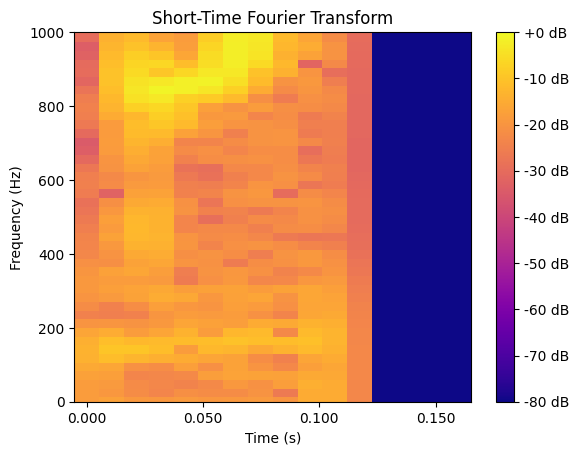 Short-Time Fourier Transform
1000
800
600
400
200
0
Frequency (Hz)
0.000
0.050
0.100
0.150
Time (s)
+0 dB
-10 dB
-20 dB
-30 dB
-40 dB
-50 dB
-60 dB
-70 dB
-80 dB